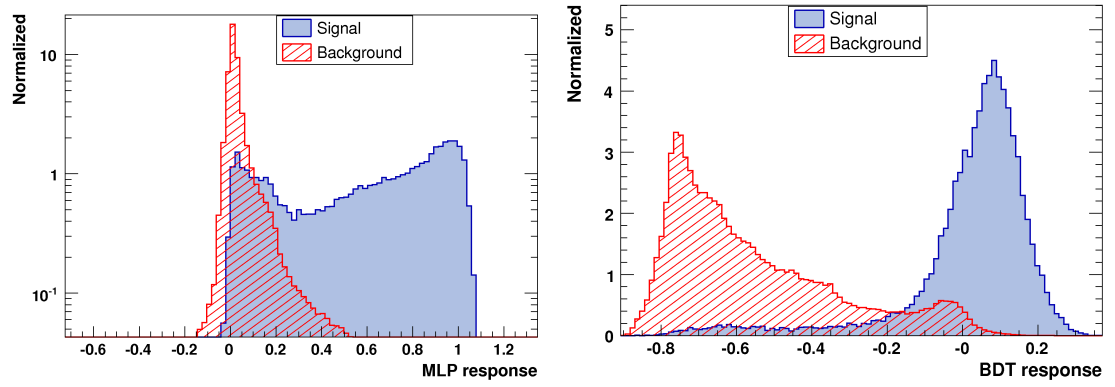 Normalized
Signal
Background
10
1
10⁻¹
-0.6 -0.4 -0.2 0 0.2 0.4 0.6 0.8 1 1.2
MLP response
Normalized
Signal
Background
5
4
3
2
1
0
-0.8 -0.6 -0.4 -0.2 -0 0.2
BDT response